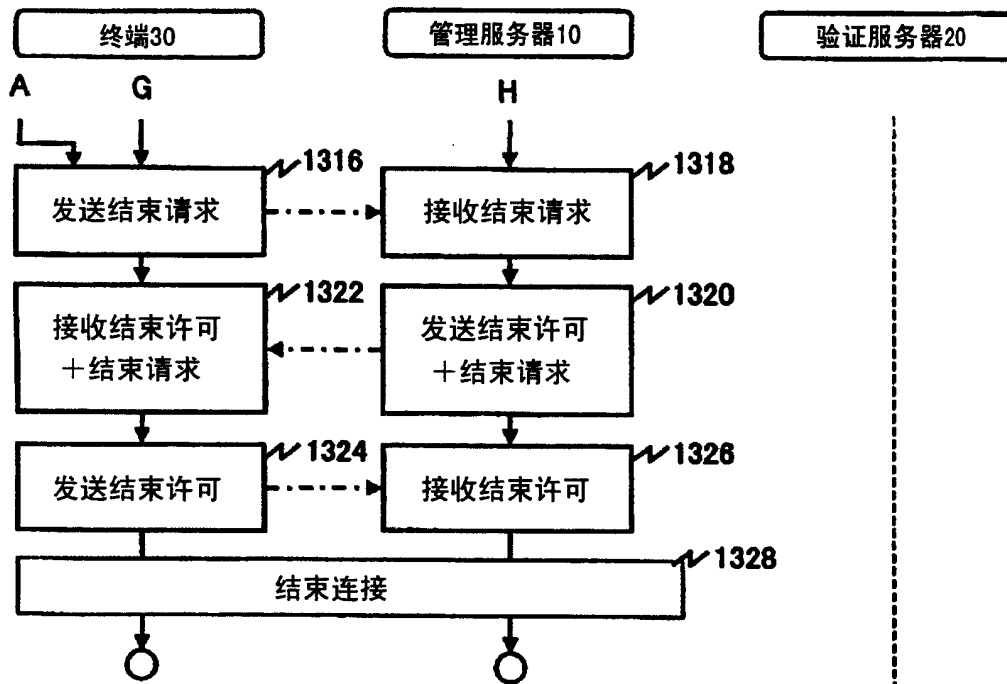 终端30
管理服务器10
验证服务器20
A
G
H
1316
发送结束请求
1318
接收结束请求
1322
接收结束许可
＋结束请求
1320
发送结束许可
＋结束请求
1324
发送结束许可
1326
接收结束许可
1328
结束连接